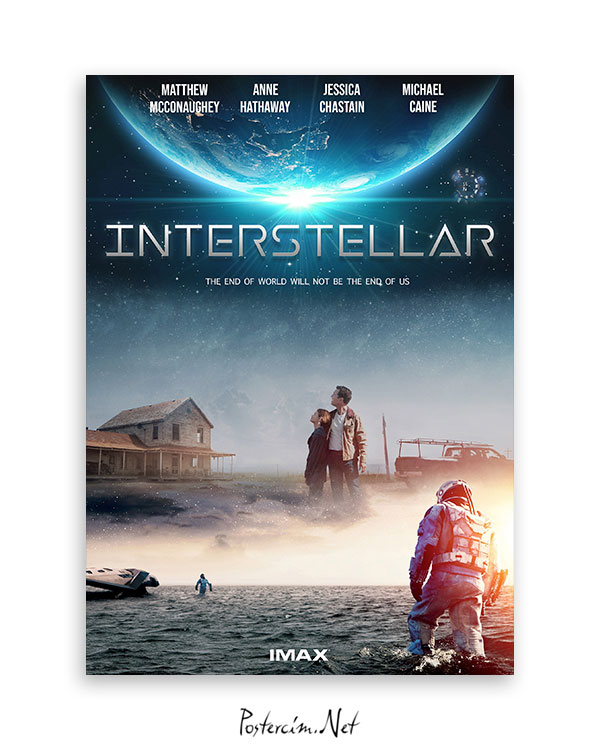 MATTHEW ANNE JESSICA MICHAEL
MCCONAUGHEY HATHAWAY CHASTAIN CAINE
INTERSTELLAR
THE END OF WORLD WILL NOT BE THE END OF US
IMAX
Postercim.Net